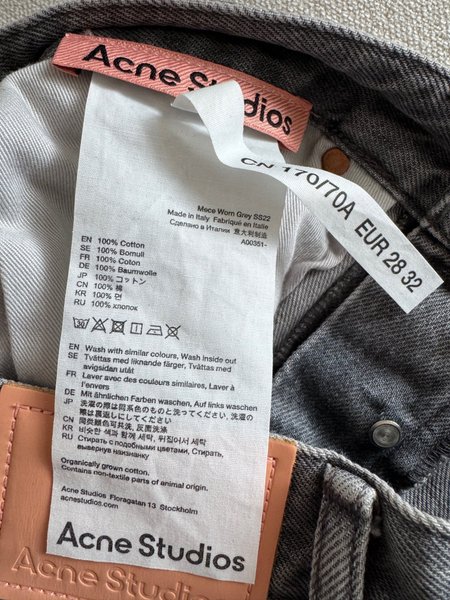 Acne Studios
CN 170/70A EUR 28 32
Mece Worn Grey SS22
Made in Italy Fabriqué en Italie
Сделано в Италии 意大利制造
A00351-
EN 100% Cotton
SE 100% Bomull
FR 100% Coton
DE 100% Baumwolle
JP 100% コットン
CN 100% 棉
KR 100% 면
RU 100% хлопок
EN Wash with similar colours, Wash inside out
SE Tvättas med liknande färger, Tvättas med
avigsidan utåt
FR Laver avec des couleurs similaires, Laver à
l'envers
DE Mit ähnlichen Farben waschen, Auf links waschen
JP 洗濯の際は同系色のものと洗ってください、洗濯
の際は裏返しにしてください
CN 同类颜色共洗, 反面洗涤
KR 비슷한 색과 함께 세탁, 뒤집어서 세탁
RU Стирать с подобными цветами, Стирать,
вывернув наизнанку
Organically grown cotton.
Contains non-textile parts of animal origin.
Acne Studios Floragatan 13 Stockholm
acnestudios.com
Acne Studios
Acne Studios